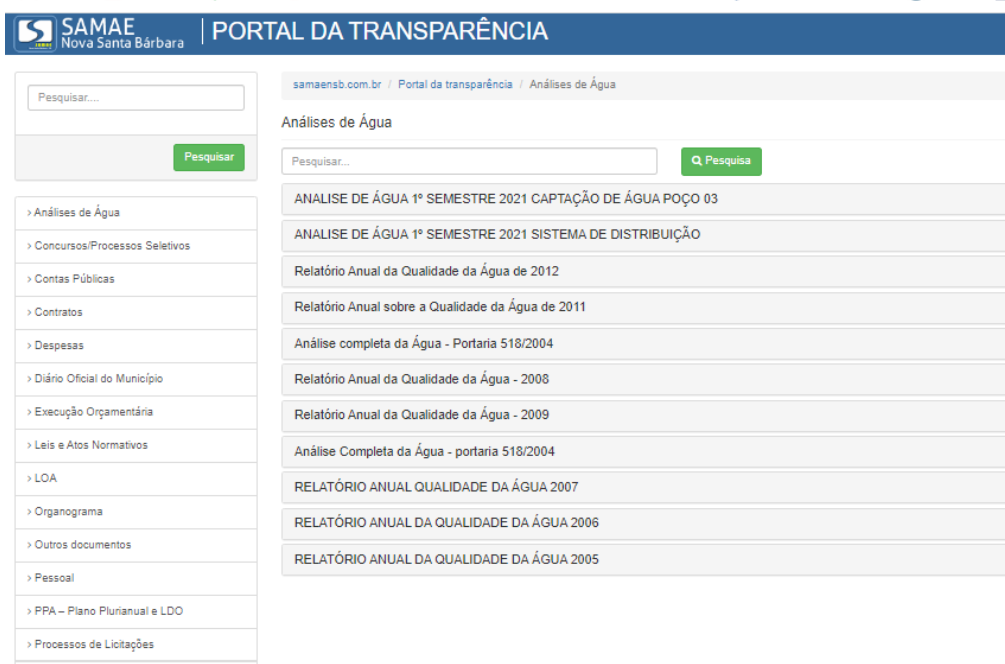 SAMAE
Nova Santa Bárbara
PORTAL DA TRANSPARÊNCIA
Pesquisar....
Pesquisar
> Análises de Água
> Concursos/Processos Seletivos
> Contas Públicas
> Contratos
> Despesas
> Diário Oficial do Município
> Execução Orçamentária
> Leis e Atos Normativos
> LOA
> Organograma
> Outros documentos
> Pessoal
> PPA – Plano Plurianual e LDO
> Processos de Licitações
samaensb.com.br / Portal da transparência / Análises de Água
Análises de Água
Pesquisar...
Pesquisa
ANALISE DE ÁGUA 1º SEMESTRE 2021 CAPTAÇÃO DE ÁGUA POÇO 03
ANALISE DE ÁGUA 1º SEMESTRE 2021 SISTEMA DE DISTRIBUIÇÃO
Relatório Anual da Qualidade da Água de 2012
Relatório Anual sobre a Qualidade da Água de 2011
Análise completa da Água - Portaria 518/2004
Relatório Anual da Qualidade da Água - 2008
Relatório Anual da Qualidade da Água - 2009
Análise Completa da Água - portaria 518/2004
RELATÓRIO ANUAL QUALIDADE DA ÁGUA 2007
RELATÓRIO ANUAL DA QUALIDADE DA ÁGUA 2006
RELATÓRIO ANUAL DA QUALIDADE DA ÁGUA 2005